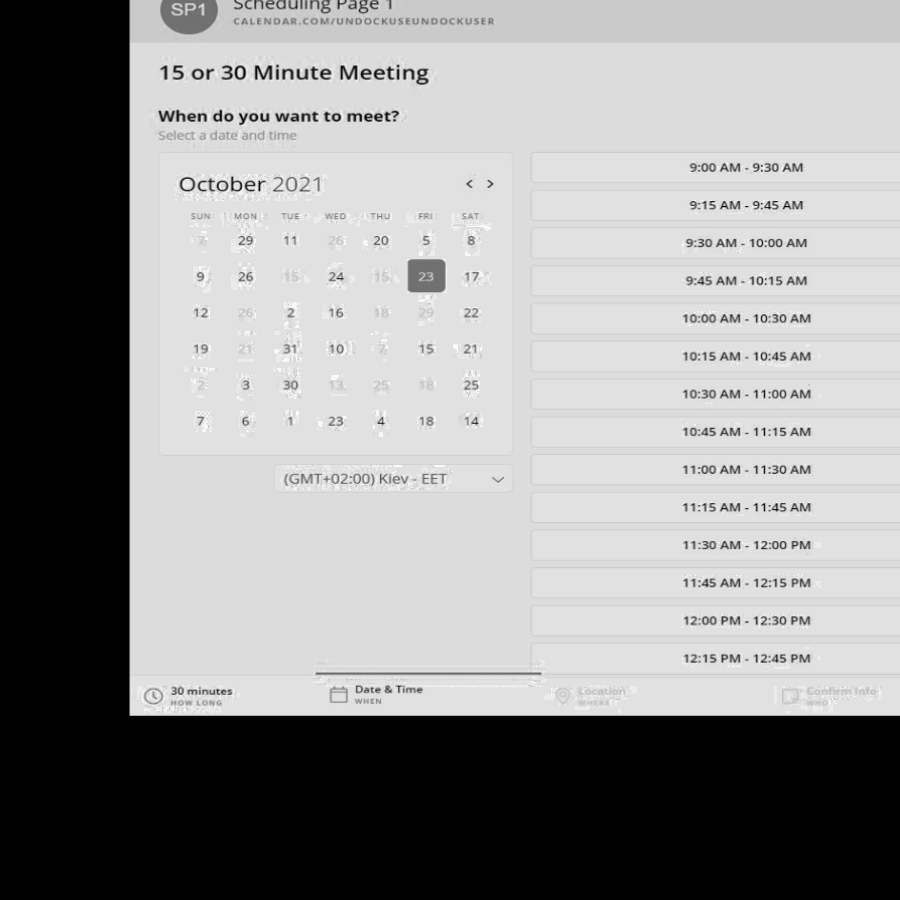 SP1
Scheduling Page 1
CALENDAR.COM/UNDOCKUSEUNDOCKUSER
15 or 30 Minute Meeting
When do you want to meet?
Select a date and time
October 2021
< >
SUN MON TUE WED THU FRI SAT
7 29 11 26 20 5 8
9 26 15 24 15 23 17
12 26 2 16 18 29 22
19 21 31 10 7 15 21
2 3 30 13 25 18 25
7 6 1 23 4 18 14
(GMT+02:00) Kiev - EET
9:00 AM - 9:30 AM
9:15 AM - 9:45 AM
9:30 AM - 10:00 AM
9:45 AM - 10:15 AM
10:00 AM - 10:30 AM
10:15 AM - 10:45 AM
10:30 AM - 11:00 AM
10:45 AM - 11:15 AM
11:00 AM - 11:30 AM
11:15 AM - 11:45 AM
11:30 AM - 12:00 PM
11:45 AM - 12:15 PM
12:00 PM - 12:30 PM
12:15 PM - 12:45 PM
30 minutes
HOW LONG
Date & Time
WHEN
Location
WHERE
Confirm Info
WHO